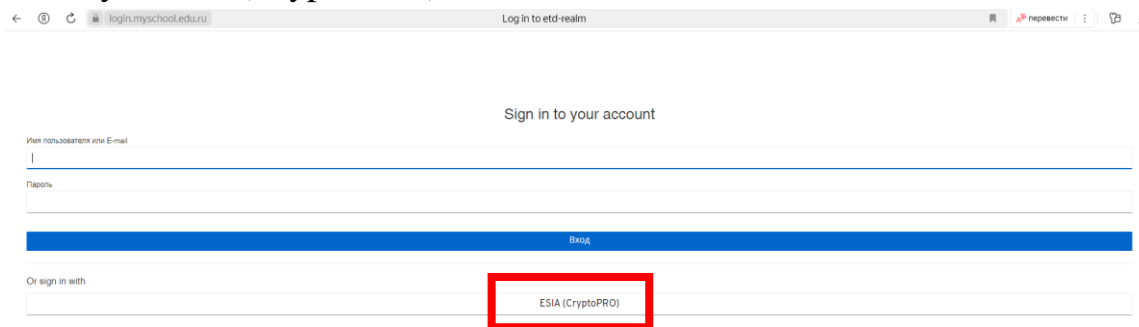 login.myschool.edu.ru Log in to etd-realm перевести
Sign in to your account
Имя пользователя или E-mail
Пароль
Вход
Or sign in with
ESIA (CryptoPRO)